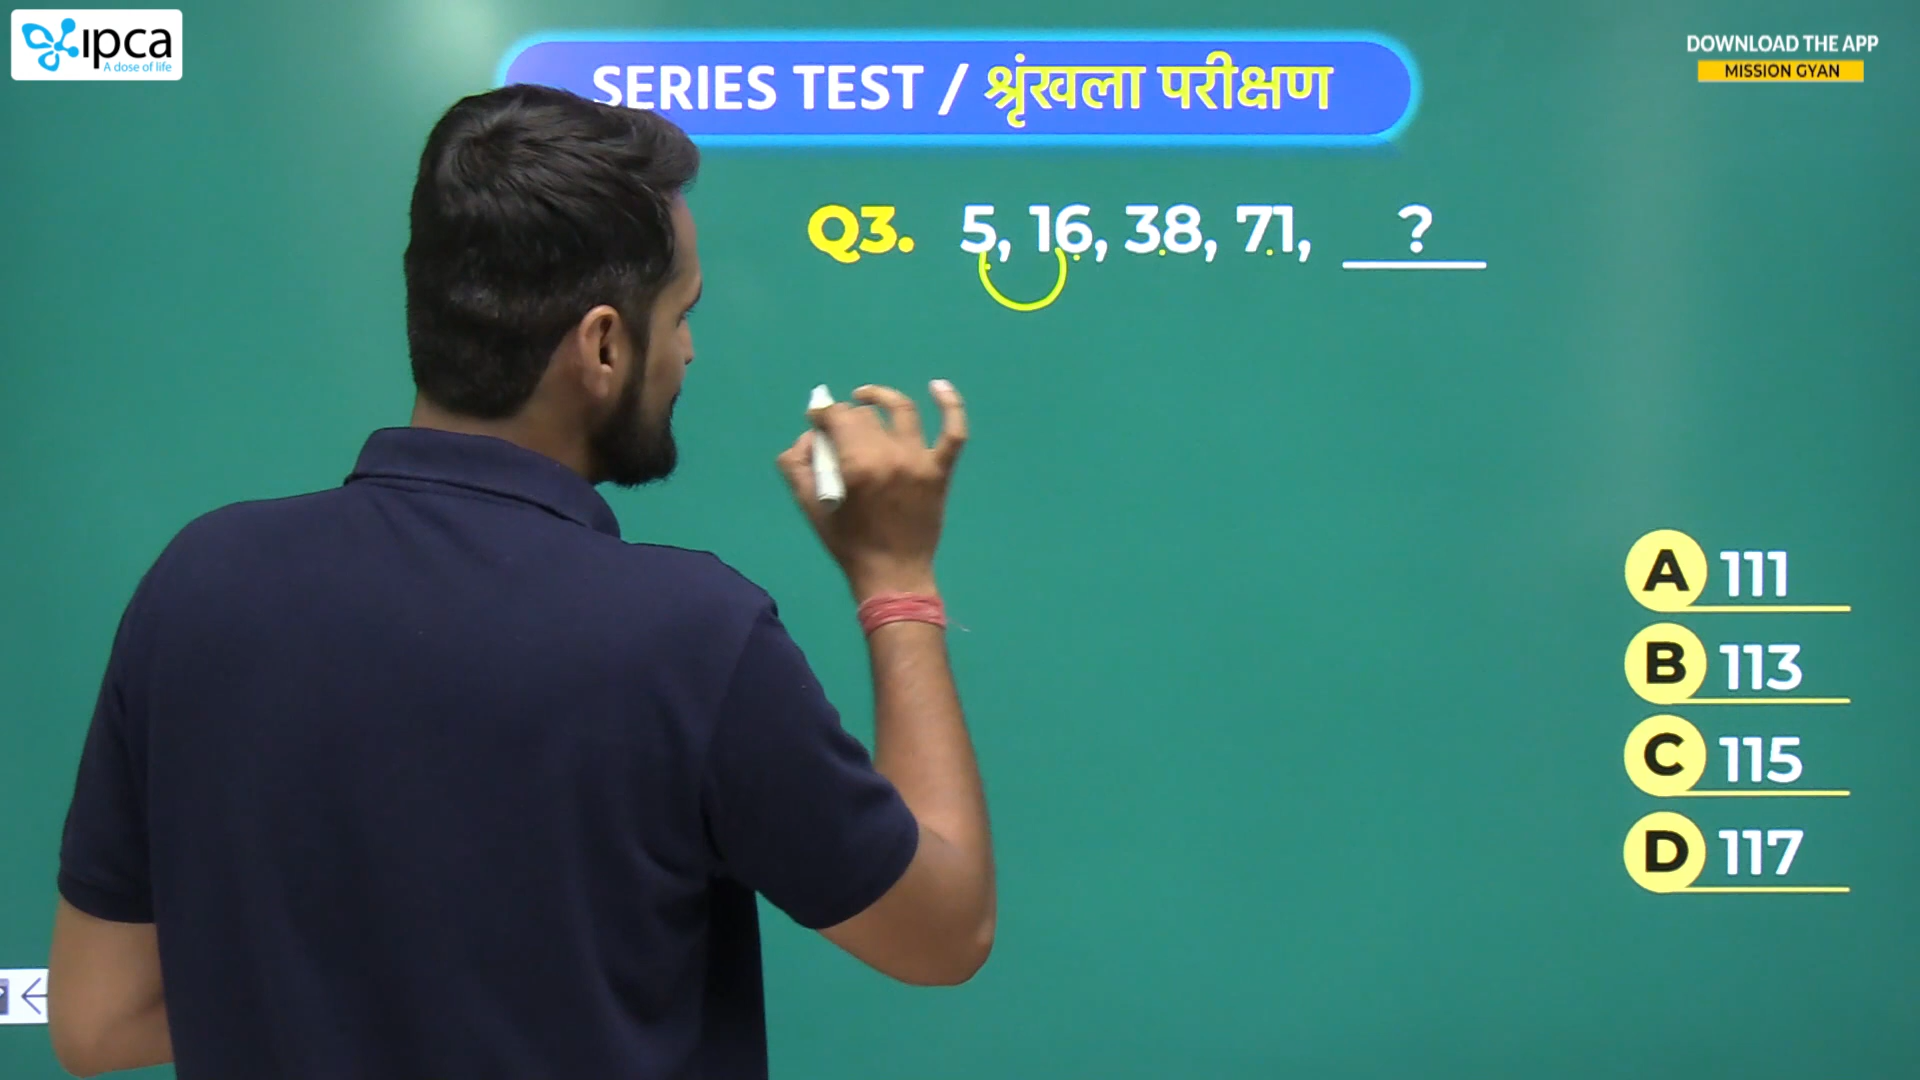 ipca
A dose of life
DOWNLOAD THE APP
MISSION GYAN
SERIES TEST / श्रृंखला परीक्षण
Q3. 5, 16, 38, 71, ?
A 111
B 113
C 115
D 117